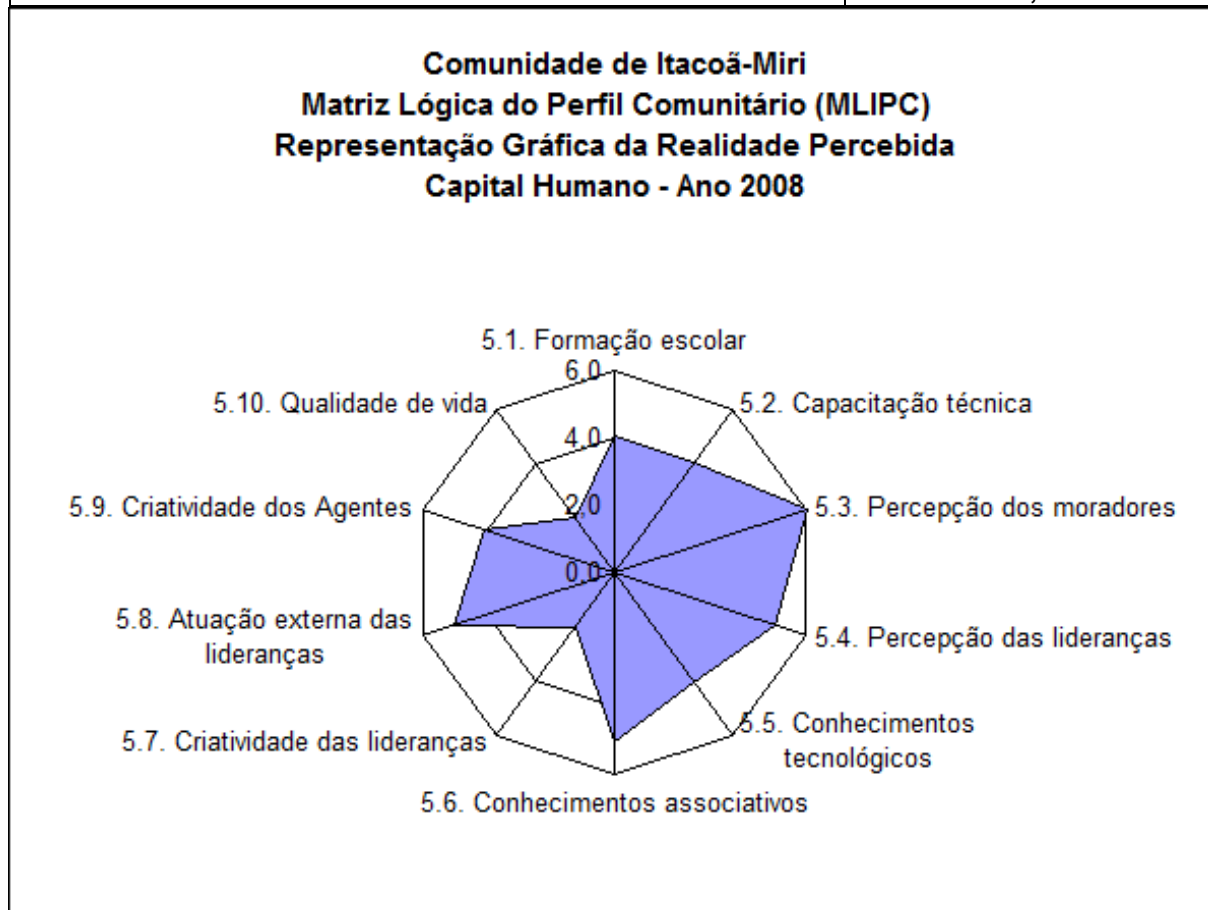 Comunidade de Itacoã-Miri
Matriz Lógica do Perfil Comunitário (MLIPC)
Representação Gráfica da Realidade Percebida
Capital Humano - Ano 2008
5.1. Formação escolar
6,0
5.10. Qualidade de vida
5.2. Capacitação técnica
4,0
5.9. Criatividade dos Agentes
2,0
5.3. Percepção dos moradores
0,0
5.8. Atuação externa das
lideranças
5.4. Percepção das lideranças
5.7. Criatividade das lideranças
5.5. Conhecimentos
tecnológicos
5.6. Conhecimentos associativos